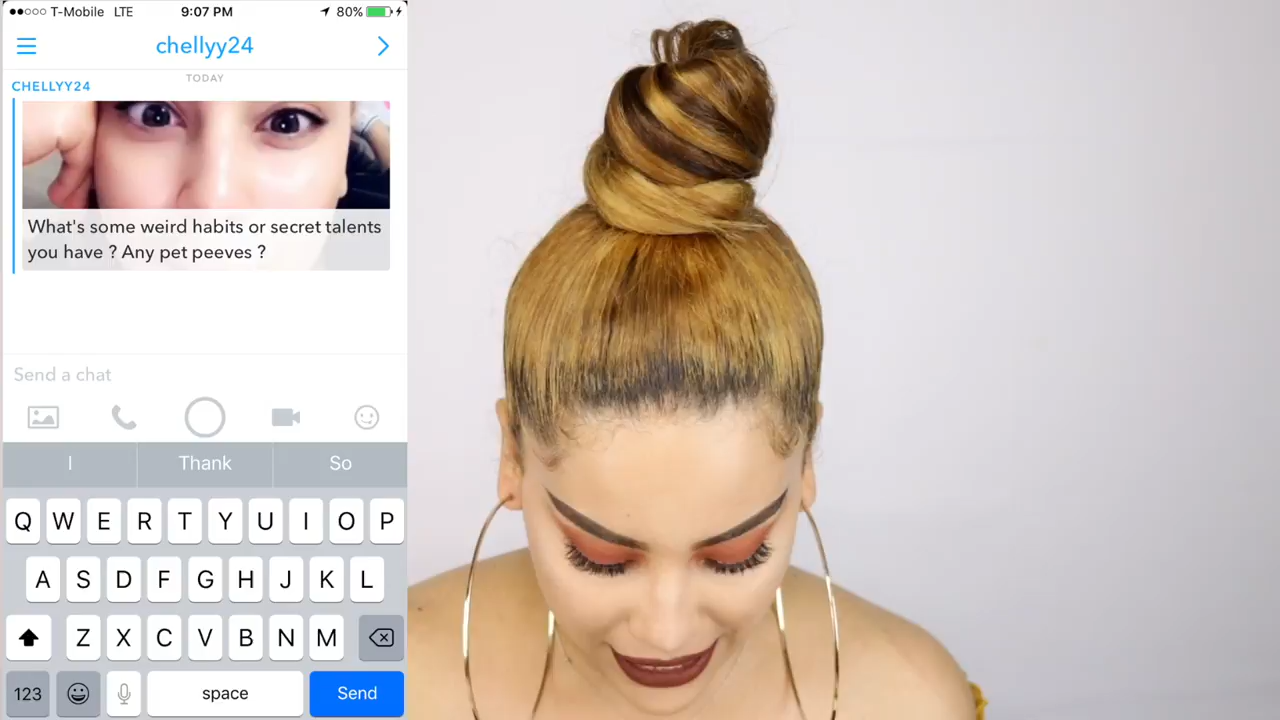 T-Mobile LTE 9:07 PM 80%
chellyy24
TODAY
CHELLYY24
What's some weird habits or secret talents
you have ? Any pet peeves ?
Send a chat
I Thank So
Q W E R T Y U I O P
A S D F G H J K L
Z X C V B N M
123 space Send